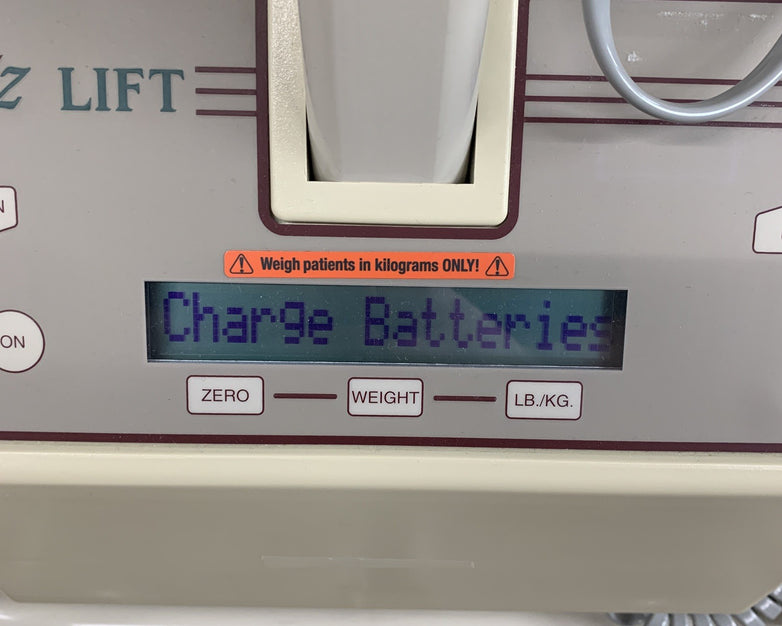 LIFT
Weigh patients in kilograms ONLY!
Charge Batteries
ON
ZERO
WEIGHT
LB./KG.